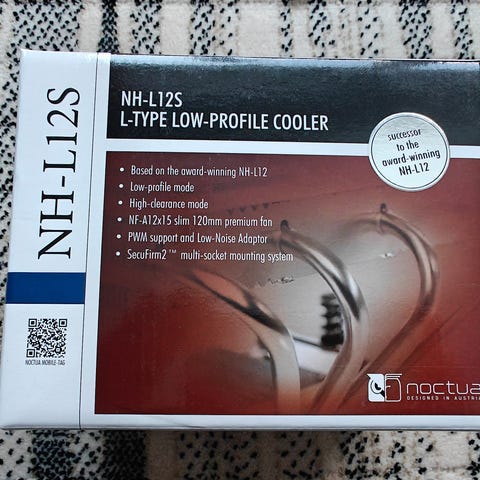 NH-L12S
NH-L12S
L-TYPE LOW-PROFILE COOLER
successor
to the
award-winning
NH-L12
• Based on the award-winning NH-L12
• Low-profile mode
• High-clearance mode
• NF-A12x15 slim 120mm premium fan
• PWM support and Low-Noise Adaptor
• SecuFirm2™ multi-socket mounting system
NOCTUA MOBILE-TAG
noctua
DESIGNED IN AUSTRIA